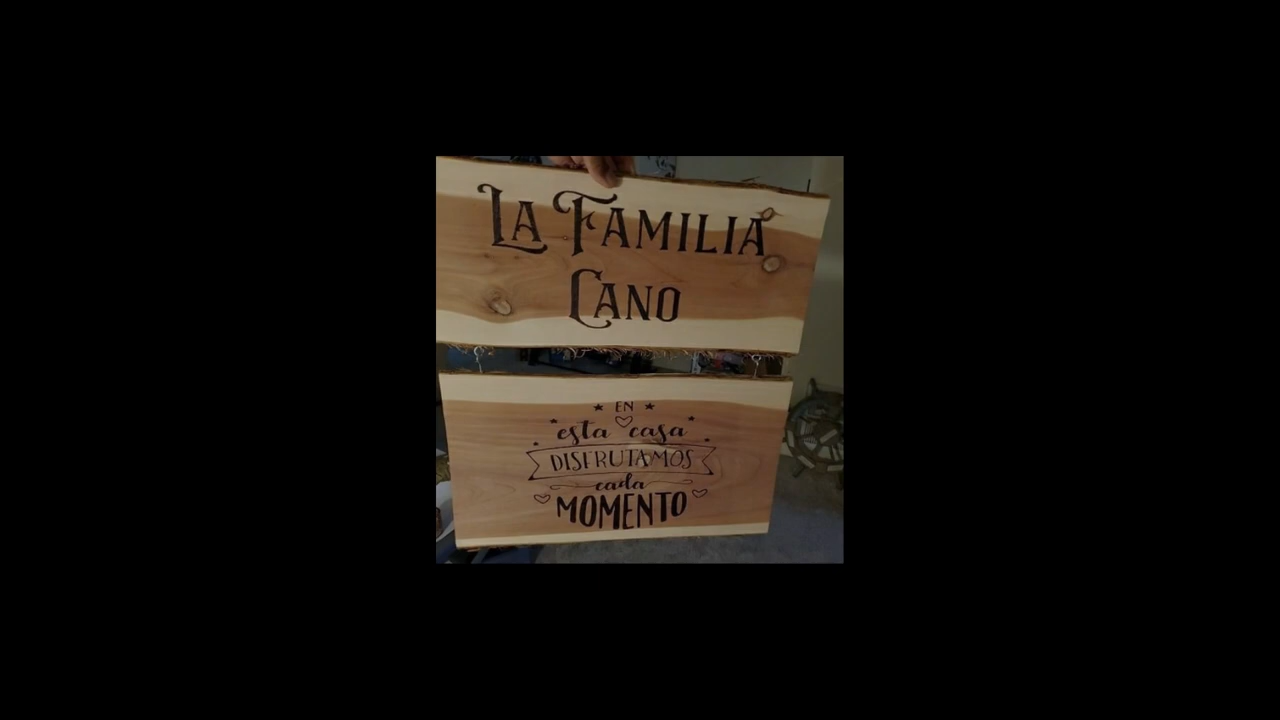 LA FAMILIA
CANO
EN
esta casa
DISFRUTAMOS
cada
MOMENTO